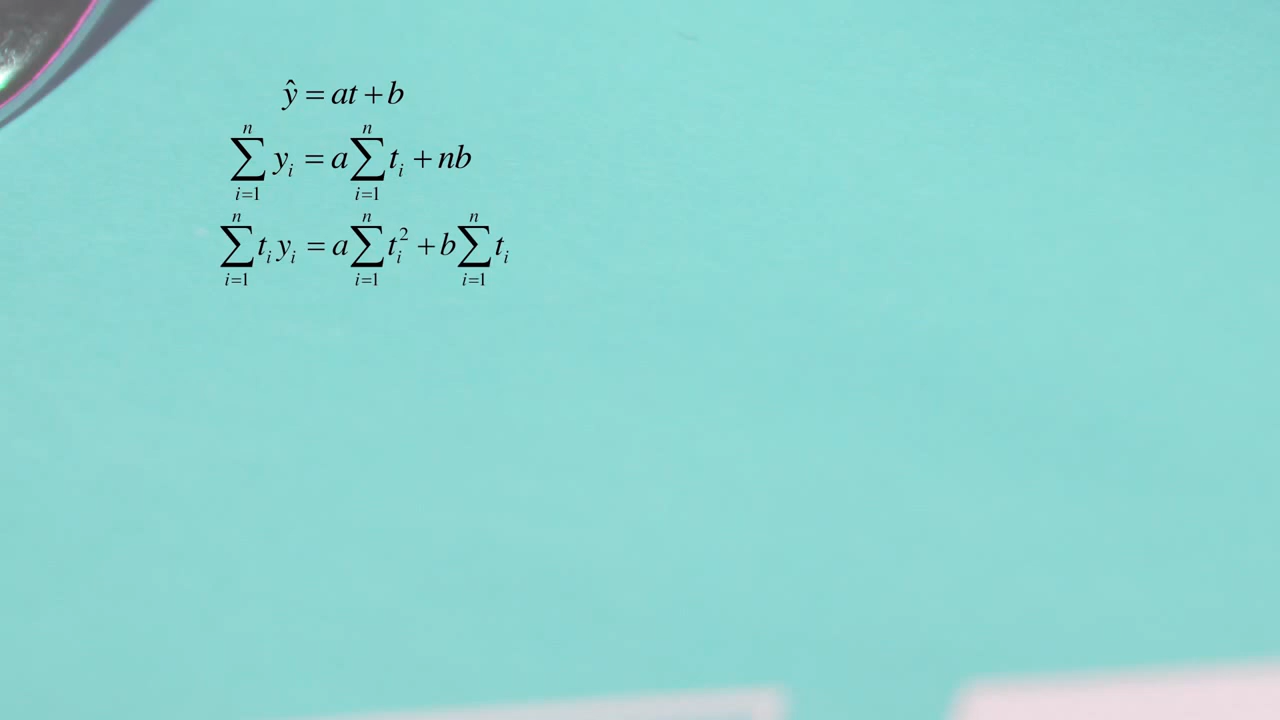 ŷ = at + b
∑_{i=1}^{n} y_i = a ∑_{i=1}^{n} t_i + nb
∑_{i=1}^{n} t_i y_i = a ∑_{i=1}^{n} t_i^2 + b ∑_{i=1}^{n} t_i